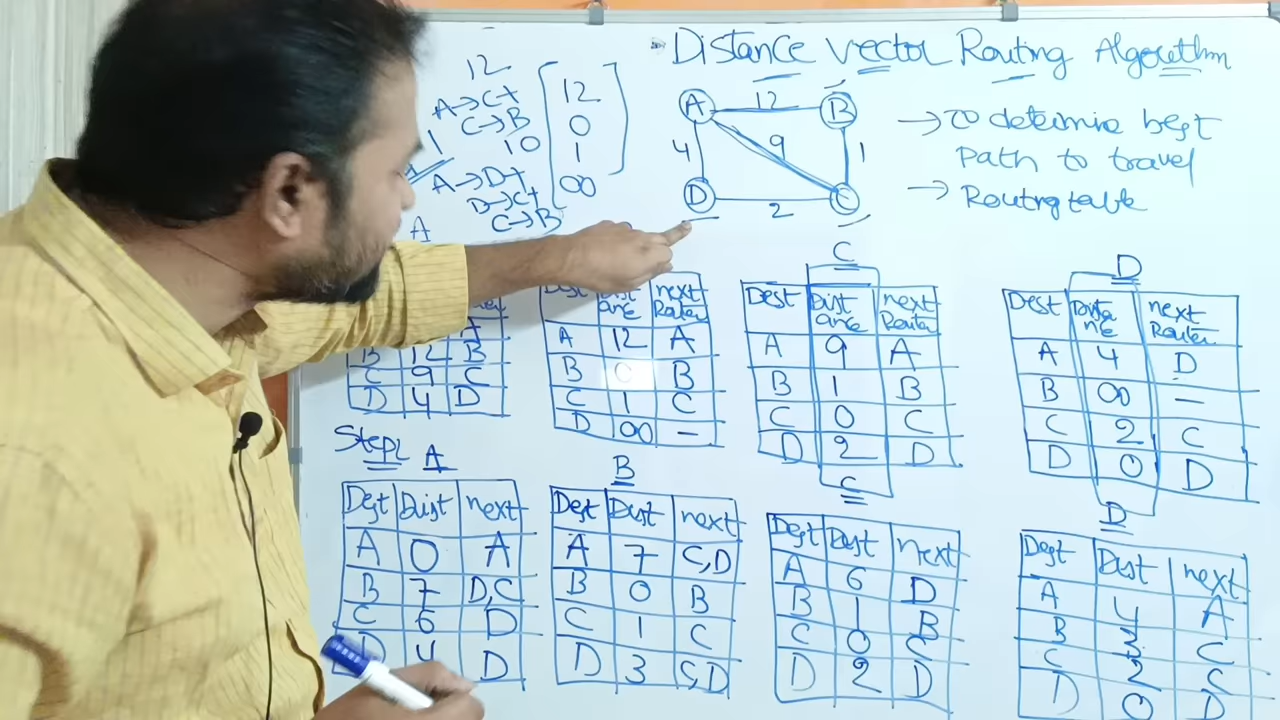 Distance Vector Routing Algorithm
12
A→C+
C→B
10
1
A→D+
D→C+
C→B
12
0
1
∞
A 12 B
4 9 1
D 2 C
→ To determine best
Path to travel
→ Routing table
A
B 12 B
C 9 C
D 4 D
Dest Dist ance next Router
A 12 A
B 0 B
C 1 C
D ∞ -
C
Dest Dist ance next Router
A 9 A
B 1 B
C 0 C
D 2 D
D
Dest Dista nce next Router
A 4 D
B ∞ -
C 2 C
D 0 D
Step2
A
Dest Dist next
A 0 A
B 7 D,C
C 6 D
D 4 D
B
Dest Dist next
A 7 C,D
B 0 B
C 1 C
D 3 C,D
C
Dest Dist next
A 6 D
B 1 B
C 0 C
D 2 D
D
Dest Dist next
A 4 A
B 3 C
C 2 C
D 0 D